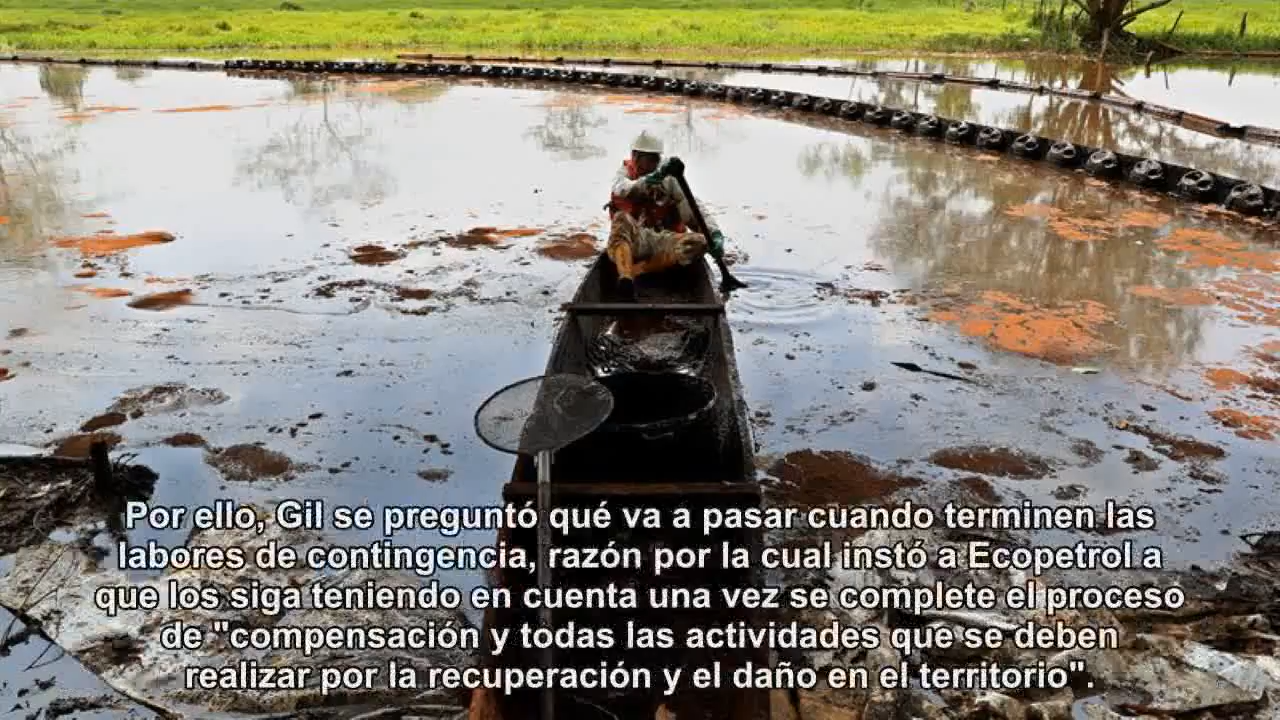 Por ello, Gil se preguntó qué va a pasar cuando terminen las
labores de contingencia, razón por la cual instó a Ecopetrol a
que los siga teniendo en cuenta una vez se complete el proceso
de "compensación y todas las actividades que se deben
realizar por la recuperación y el daño en el territorio".